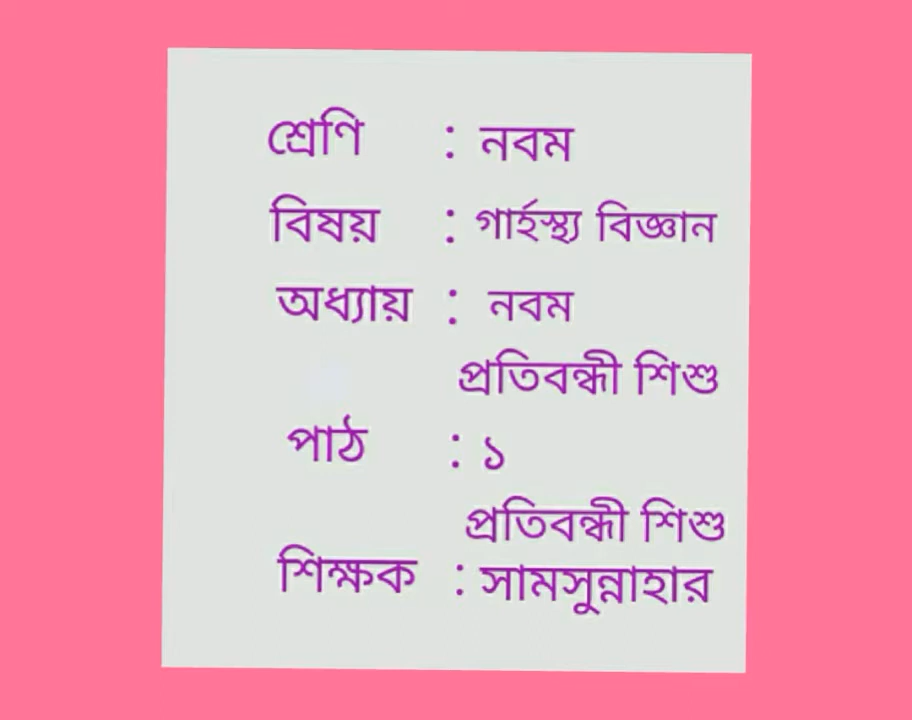 শ্রেণি : নবম
বিষয় : গার্হস্থ্য বিজ্ঞান
অধ্যায় : নবম
প্রতিবন্ধী শিশু
পাঠ : ১
প্রতিবন্ধী শিশু
শিক্ষক : সামসুন্নাহার